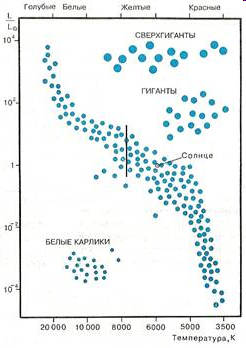 Голубые Белые Желтые Красные
L
L⊙
СВЕРХГИГАНТЫ
10⁴
ГИГАНТЫ
10²
Солнце
1
10⁻²
БЕЛЫЕ КАРЛИКИ
10⁻⁴
20 000 10 000 8000 6000 5000 3500
Температура, К